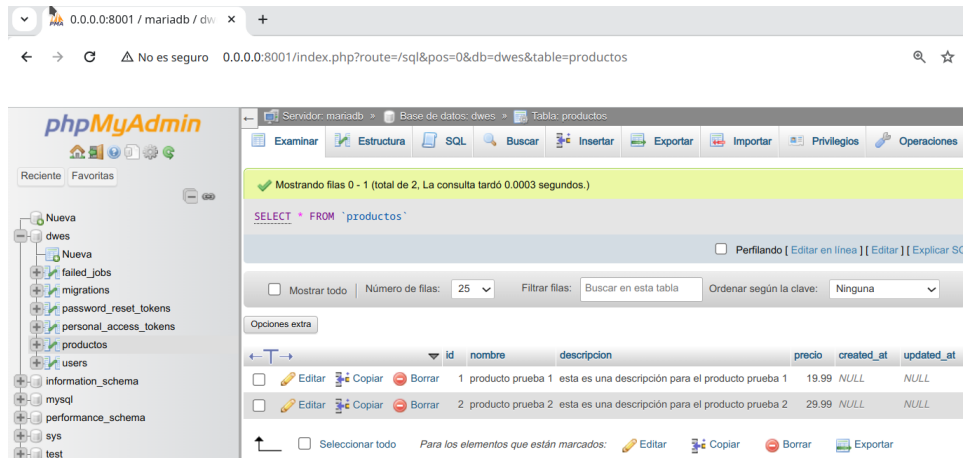 0.0.0.0:8001 / mariadb / dw
No es seguro 0.0.0.0:8001/index.php?route=/sql&pos=0&db=dwes&table=productos
phpMyAdmin
Reciente Favoritas
Nueva
dwes
Nueva
failed_jobs
migrations
password_reset_tokens
personal_access_tokens
productos
users
information_schema
mysql
performance_schema
sys
test
Servidor: mariadb » Base de datos: dwes » Tabla: productos
Examinar Estructura SQL Buscar Insertar Exportar Importar Privilegios Operaciones
Mostrando filas 0 - 1 (total de 2, La consulta tardó 0.0003 segundos.)
SELECT * FROM `productos`
Perfilando [ Editar en línea ] [ Editar ] [ Explicar SQ
Mostrar todo Número de filas: 25 Filtrar filas: Buscar en esta tabla Ordenar según la clave: Ninguna
Opciones extra
←T→ id nombre descripcion precio created_at updated_at
Editar Copiar Borrar 1 producto prueba 1 esta es una descripción para el producto prueba 1 19.99 NULL NULL
Editar Copiar Borrar 2 producto prueba 2 esta es una descripción para el producto prueba 2 29.99 NULL NULL
Seleccionar todo Para los elementos que están marcados: Editar Copiar Borrar Exportar